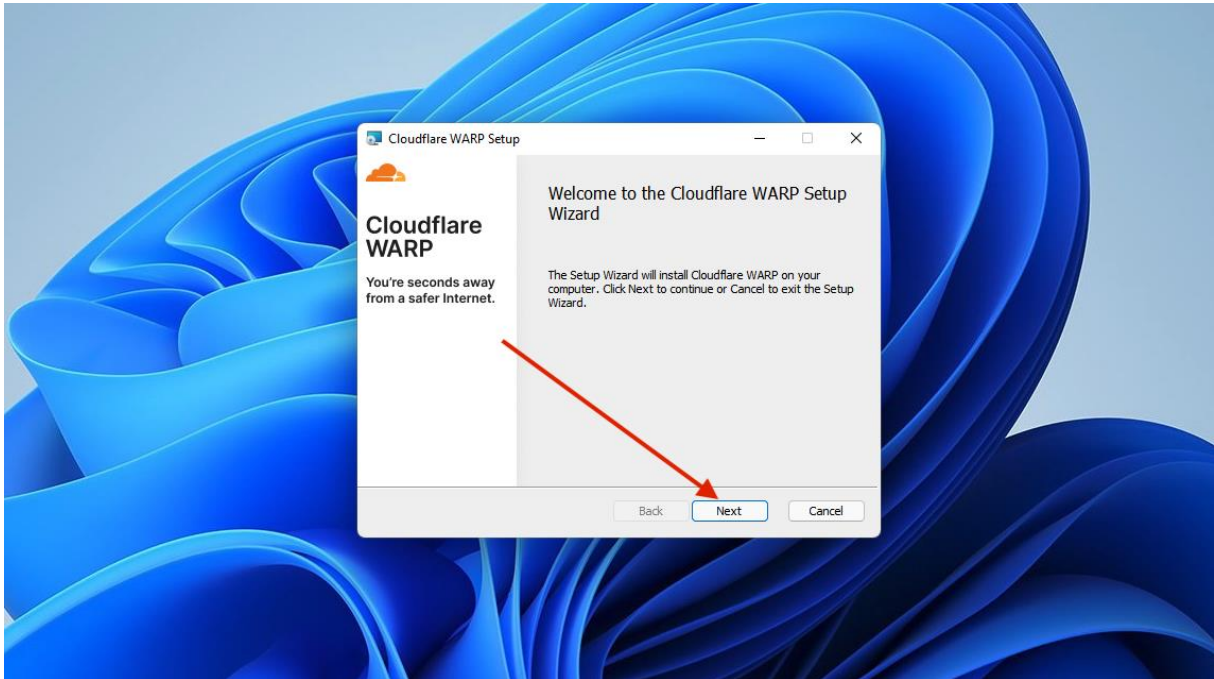 Cloudflare WARP Setup
Cloudflare
WARP
You're seconds away
from a safer Internet.
Welcome to the Cloudflare WARP Setup
Wizard
The Setup Wizard will install Cloudflare WARP on your
computer. Click Next to continue or Cancel to exit the Setup
Wizard.
Back Next Cancel